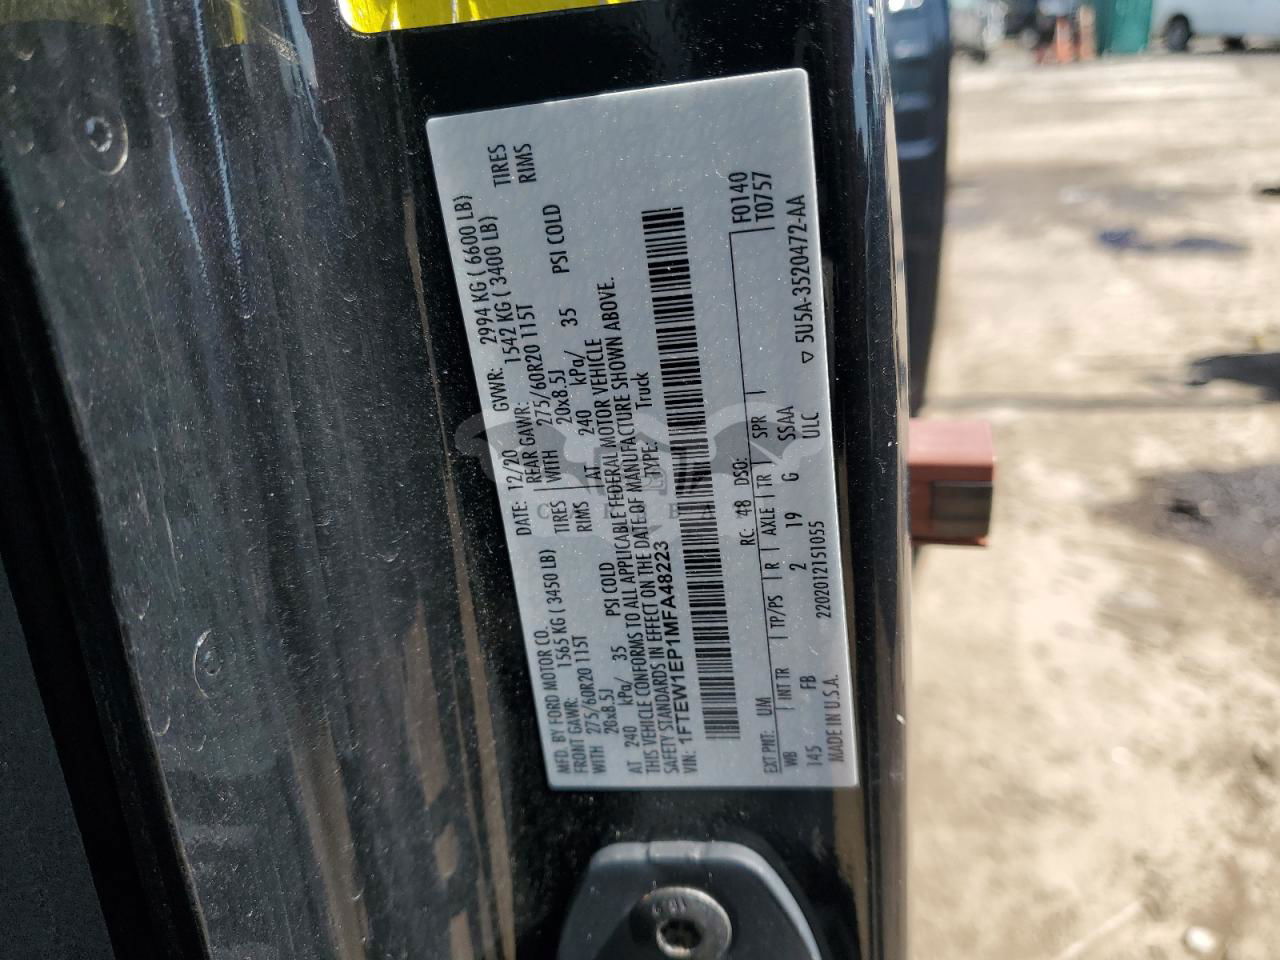 MFD. BY FORD MOTOR CO.
DATE: 12/20 GVWR: 2994 KG ( 6600 LB)
FRONT GAWR: 1565 KG ( 3450 LB)
REAR GAWR: 1542 KG ( 3400 LB)
WITH 275/60R20 115T TIRES
WITH 275/60R20 115T TIRES
20x8.5J RIMS
20x8.5J RIMS
AT 240 kPa/ 35 PSI COLD
AT 240 kPa/ 35 PSI COLD
THIS VEHICLE CONFORMS TO ALL APPLICABLE FEDERAL MOTOR VEHICLE
SAFETY STANDARDS IN EFFECT ON THE DATE OF MANUFACTURE SHOWN ABOVE.
VIN: 1FTEW1EP1MFA48223 TYPE: Truck
F0140
T0757
EXT PNT: UM RC: 48 DSO:
WB INT TR TP/PS R AXLE TR SPR
145 FB 2 19 G SSAA
2202012151055 ULC
MADE IN U.S.A. ▽ 5U5A-3520472-AA